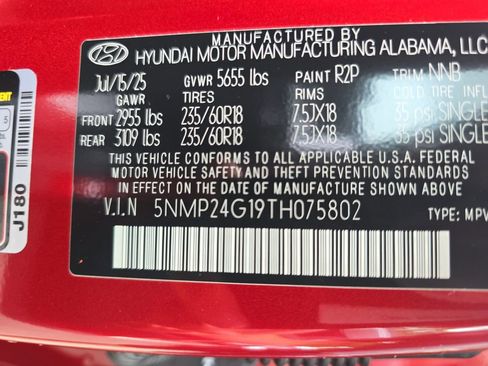 MANUFACTURED BY
HYUNDAI HYUNDAI MOTOR MANUFACTURING ALABAMA, LLC
Jul/15/25 GVWR 5655 lbs PAINT R2P TRIM NNB
GAWR TIRES RIMS COLD TIRE INFL
FRONT 2955 lbs 235/60R18 7.5JX18 35 psi SINGLE
REAR 3109 lbs 235/60R18 7.5JX18 35 psi SINGLE
THIS VEHICLE CONFORMS TO ALL APPLICABLE U.S.A. FEDERAL
MOTOR VEHICLE SAFETY AND THEFT PREVENTION STANDARDS
IN EFFECT ON THE DATE OF MANUFACTURE SHOWN ABOVE
V.I.N 5NMP24G19TH075802 TYPE: MPV
J180